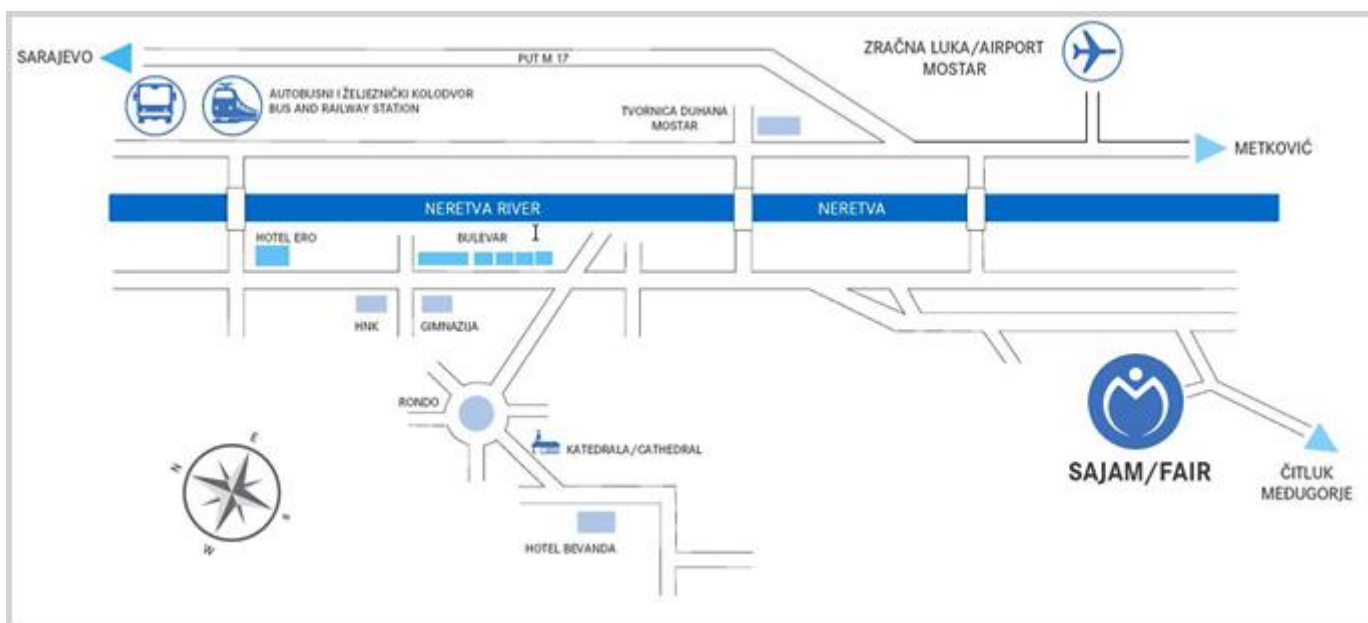 SARAJEVO
PUT M 17
ZRAČNA LUKA/AIRPORT
MOSTAR
AUTOBUSNI I ŽELJEZNIČKI KOLODVOR
BUS AND RAILWAY STATION
TVORNICA DUHANA
MOSTAR
METKOVIĆ
NERETVA RIVER
NERETVA
HOTEL ERO
BULEVAR
HNK
GIMNAZIJA
RONDO
KATEDRALA/CATHEDRAL
SAJAM/FAIR
ČITLUK
MEĐUGORJE
HOTEL BEVANDA
N
E
S
W